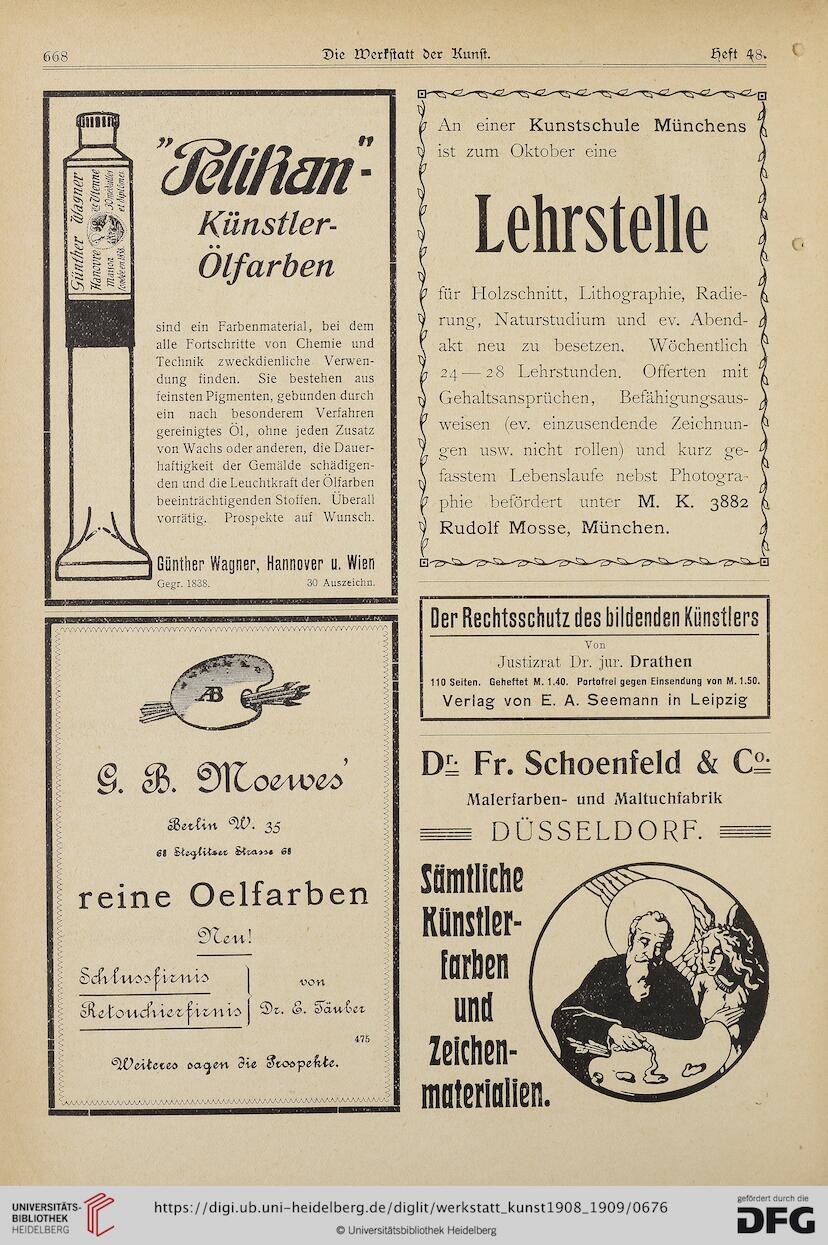 668
Die Werkstatt der Kunst.
Heft 48.
Günther Wagner
Hanovre et Vienne
"Pelikan"-
Künstler-
Ölfarben
sind ein Farbenmaterial, bei dem
alle Fortschritte von Chemie und
Technik zweckdienliche Verwen-
dung finden. Sie bestehen aus
feinsten Pigmenten, gebunden durch
ein nach besonderem Verfahren
gereinigtes Öl, ohne jeden Zusatz
von Wachs oder anderen, die Dauer-
haftigkeit der Gemälde schädigen-
den und die Leuchtkraft der Ölfarben
beeinträchtigenden Stoffen. Überall
vorrätig. Prospekte auf Wunsch.
Günther Wagner, Hannover u. Wien
Gegr. 1838. 30 Auszeichn.
AB
G. B. Moewes'
Berlin W. 35
68 Steglitzer Strasse 68
reine Oelfarben
Neu!
Schlussfirnis
Retouchierfirnis
von
Dr. E. Täuber
475
Weiteres sagen die Prospekte.
An einer Kunstschule Münchens
ist zum Oktober eine
Lehrstelle
für Holzschnitt, Lithographie, Radie-
rung, Naturstudium und ev. Abend-
akt neu zu besetzen. Wöchentlich
24—28 Lehrstunden. Offerten mit
Gehaltsansprüchen, Befähigungsaus-
weisen (ev. einzusendende Zeichnun-
gen usw. nicht rollen) und kurz ge-
fasstem Lebenslaufe nebst Photogra-
phie befördert unter M. K. 3882
Rudolf Mosse, München.
Der Rechtsschutz des bildenden Künstlers
Von
Justizrat Dr. jur. Drathen
110 Seiten. Geheftet M. 1.40. Portofrei gegen Einsendung von M. 1.50.
Verlag von E. A. Seemann in Leipzig
Dr. Fr. Schoenfeld & Co.
Malerfarben- und Maltuchfabrik
DÜSSELDORF.
Sämtliche
Künstler-
farben
und
Zeichen-
materialien.
UNIVERSITÄTS-
BIBLIOTHEK
HEIDELBERG
https://digi.ub.uni-heidelberg.de/diglit/werkstatt_kunst1908_1909/0676
© Universitätsbibliothek Heidelberg
gefördert durch die
DFG